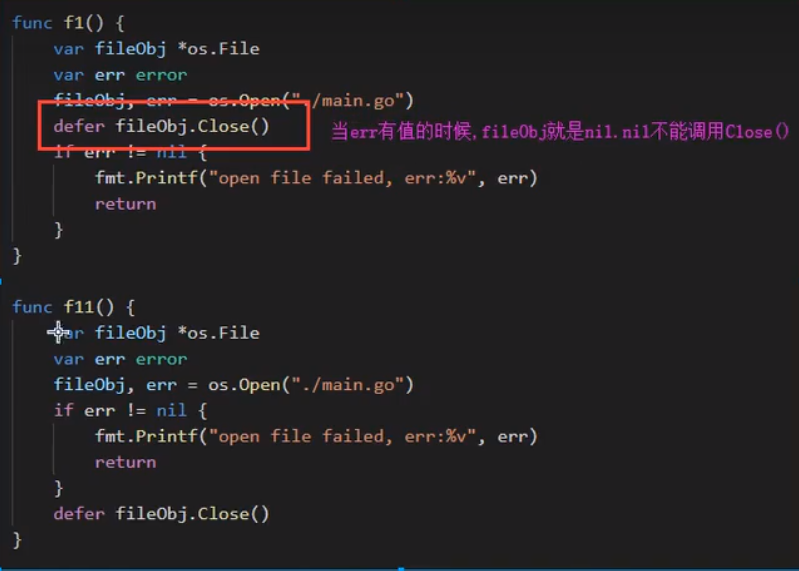 func f1() {
var fileObj *os.File
var err error
fileObj, err = os.Open("./main.go")
defer fileObj.Close()
当err有值的时候,fileObj就是nil.nil不能调用Close()
if err != nil {
fmt.Printf("open file failed, err:%v", err)
return
}
}
func f11() {
var fileObj *os.File
var err error
fileObj, err = os.Open("./main.go")
if err != nil {
fmt.Printf("open file failed, err:%v", err)
return
}
defer fileObj.Close()
}